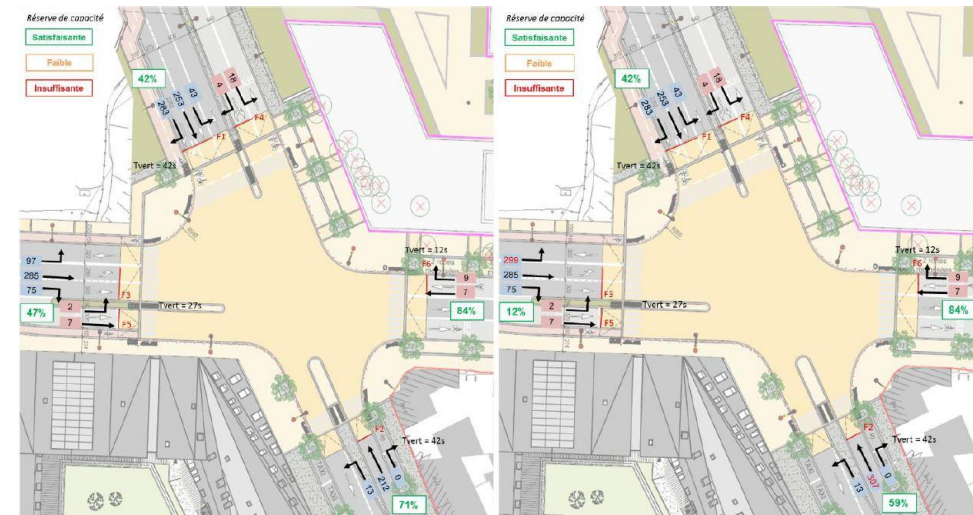 Réserve de capacité
Satisfaisante
Faible
Insuffisante
42%
283
253
43
4
18
F1
F4
Tvert = 42s
97
285
75
2
7
F3
F5
47%
Tvert = 27s
Tvert = 12s
F6
9
7
84%
F2
Tvert = 42s
13
212
0
71%
Réserve de capacité
Satisfaisante
Faible
Insuffisante
42%
283
253
43
4
18
F1
F4
Tvert = 42s
299
285
75
2
7
F3
F5
12%
Tvert = 27s
Tvert = 12s
F6
9
7
84%
F2
Tvert = 42s
13
307
0
59%